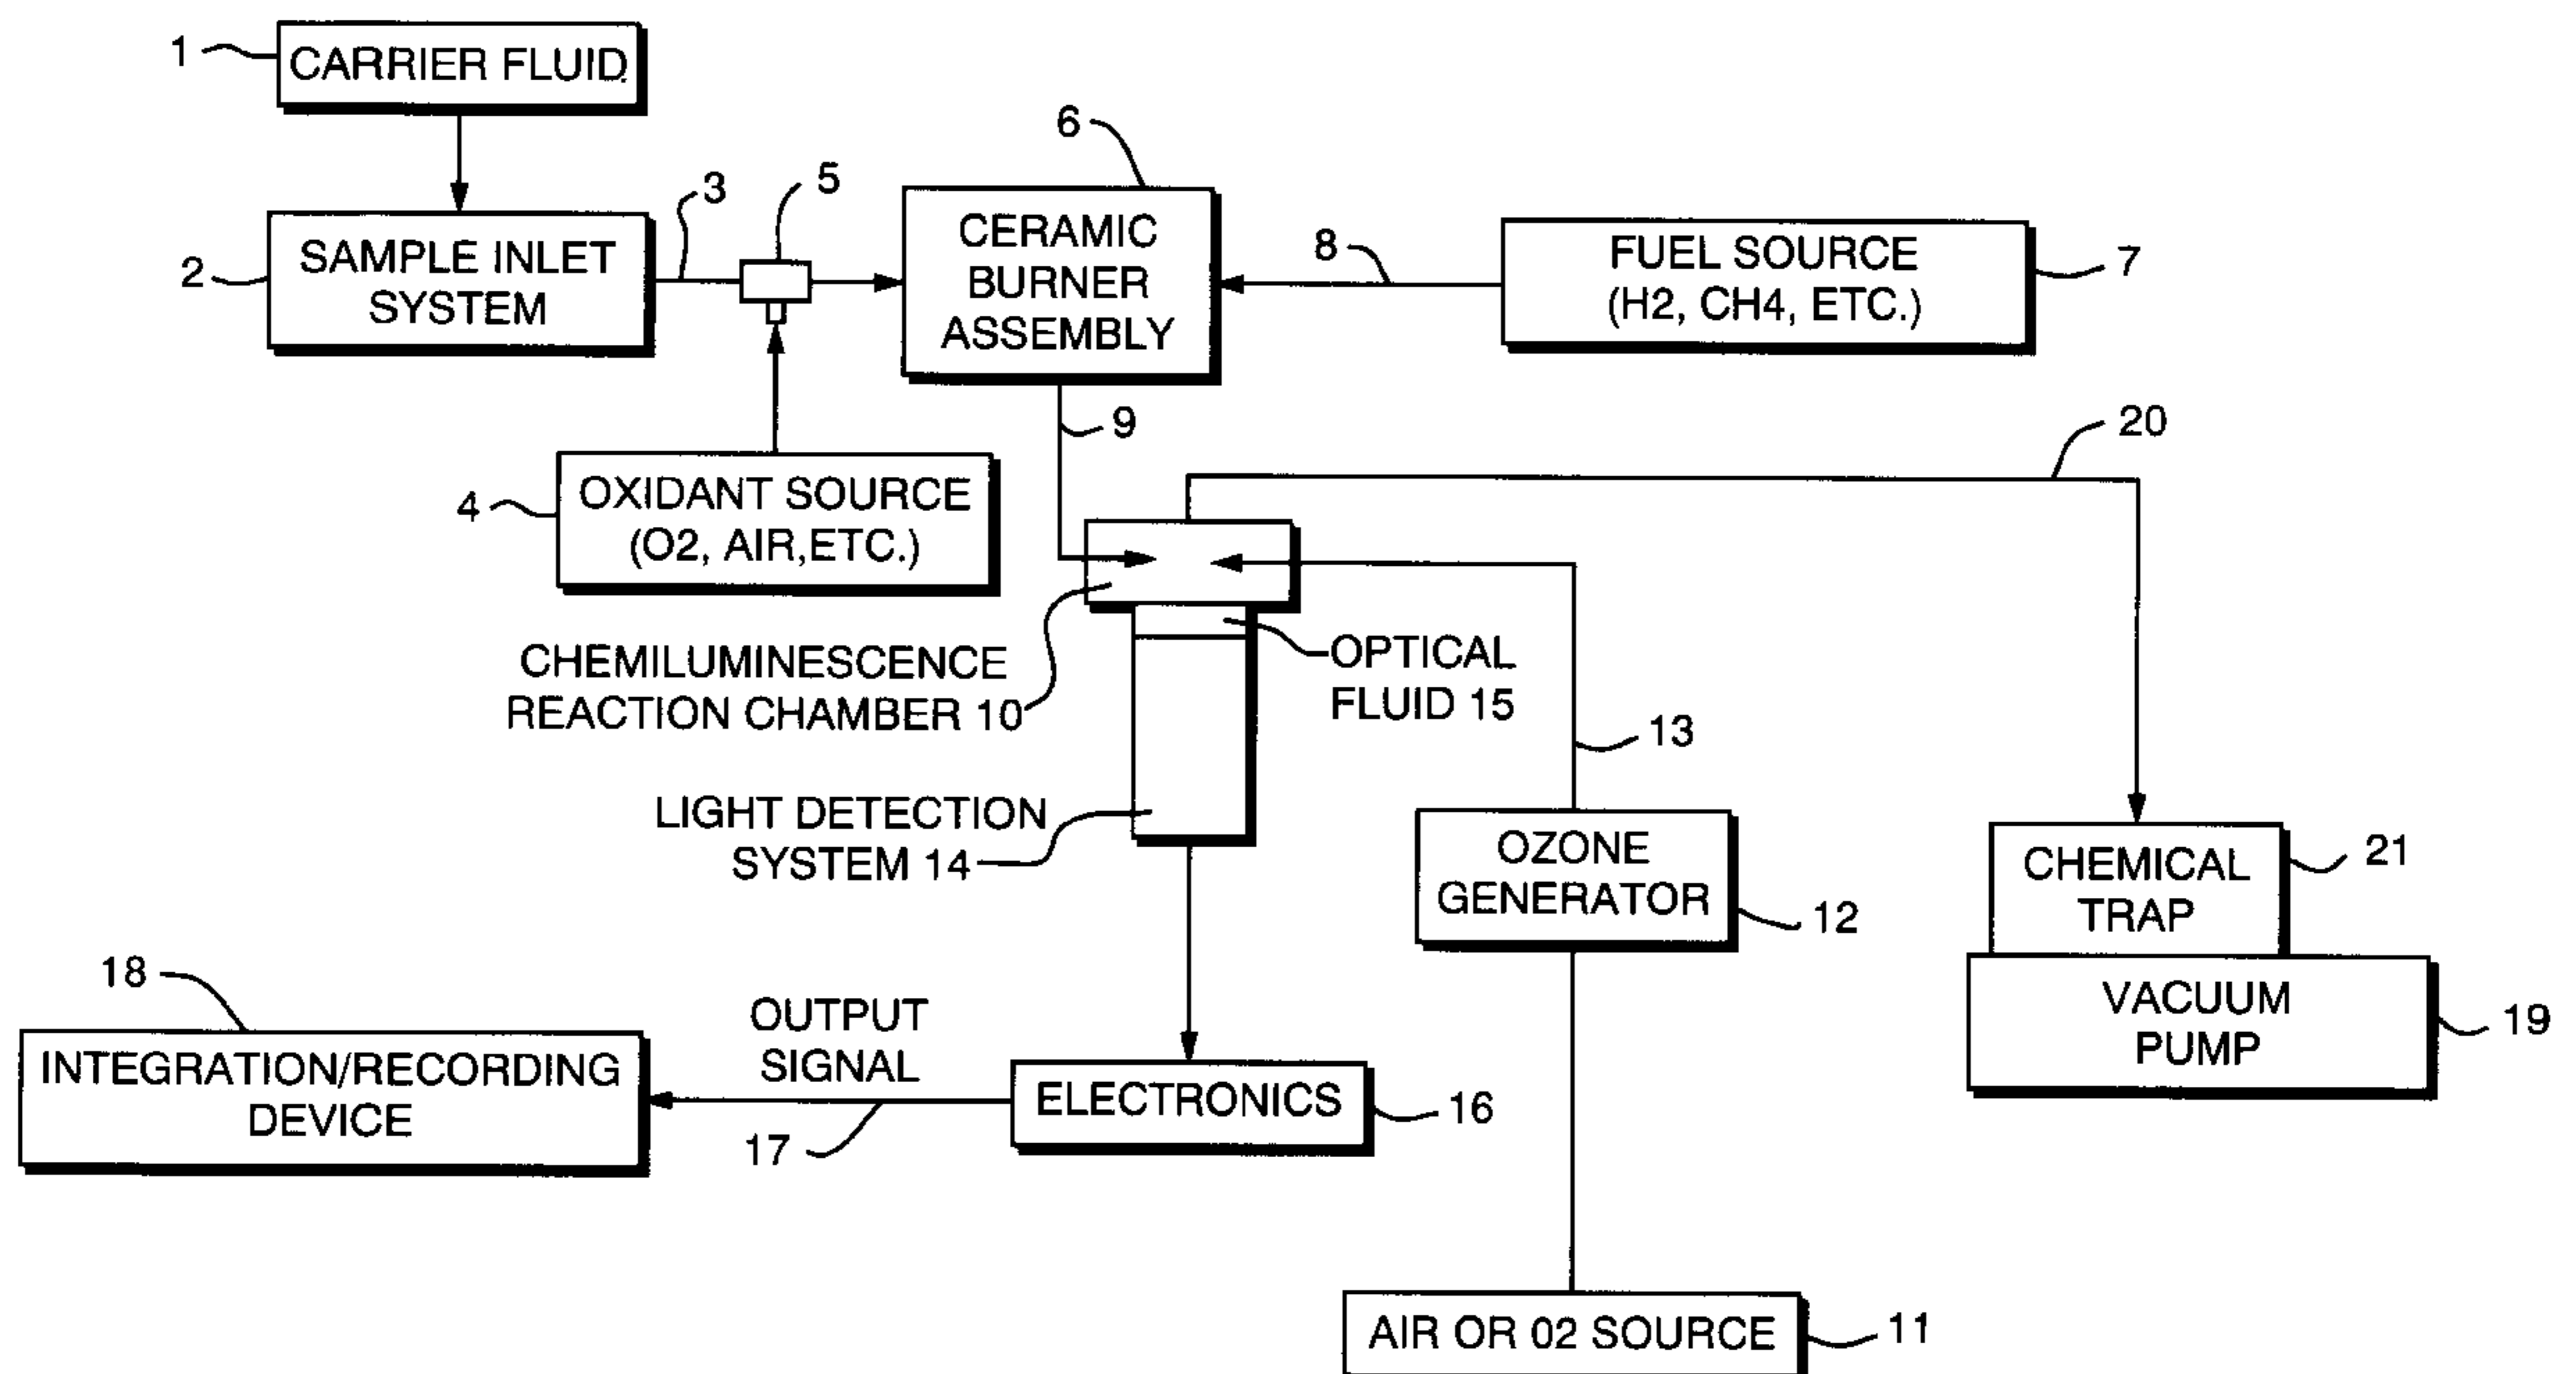 1
CARRIER FLUID
6
3
5
2
SAMPLE INLET
SYSTEM
CERAMIC
BURNER
ASSEMBLY
8
FUEL SOURCE
(H2, CH4, ETC.)
7
9
20
4
OXIDANT SOURCE
(O2, AIR,ETC.)
CHEMILUMINESCENCE
REACTION CHAMBER 10
OPTICAL
FLUID 15
13
LIGHT DETECTION
SYSTEM 14
OZONE
GENERATOR
12
CHEMICAL
TRAP
21
VACUUM
PUMP
19
18
INTEGRATION/RECORDING
DEVICE
OUTPUT
SIGNAL
17
ELECTRONICS
16
AIR OR 02 SOURCE
11